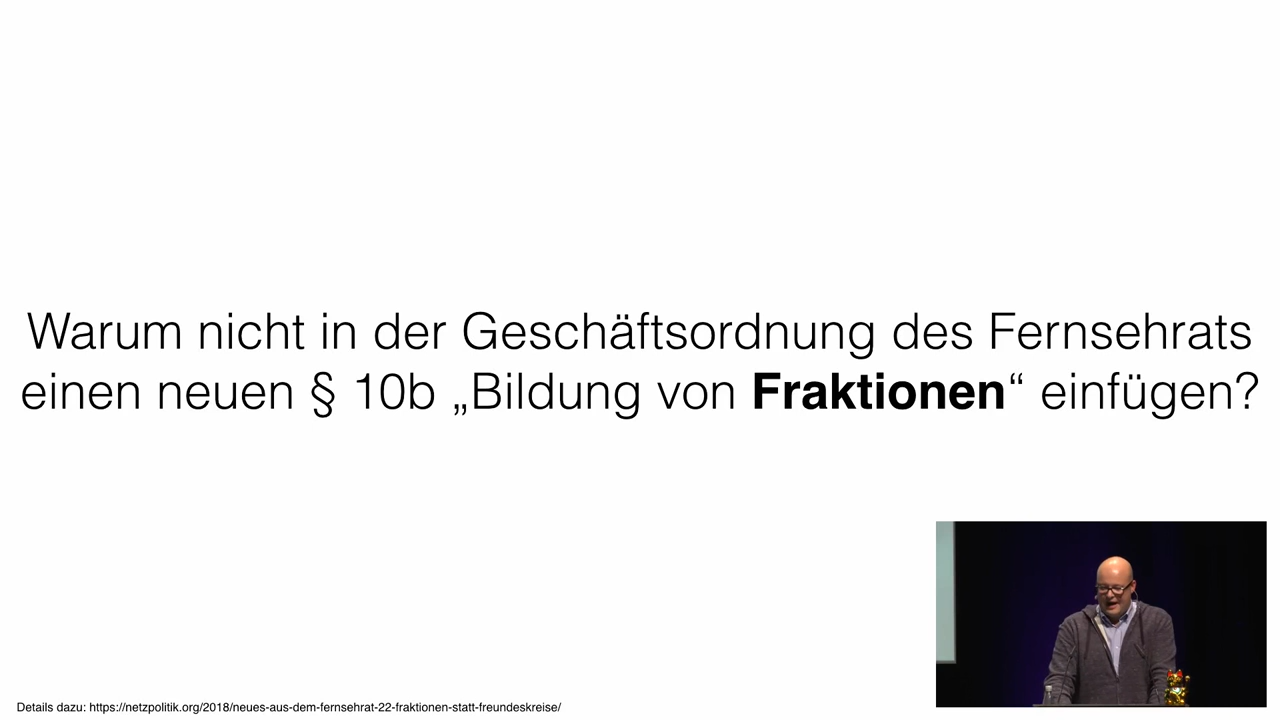 Warum nicht in der Geschäftsordnung des Fernsehrats
einen neuen § 10b „Bildung von Fraktionen“ einfügen?
Details dazu: https://netzpolitik.org/2018/neues-aus-dem-fernsehrat-22-fraktionen-statt-freundeskreise/